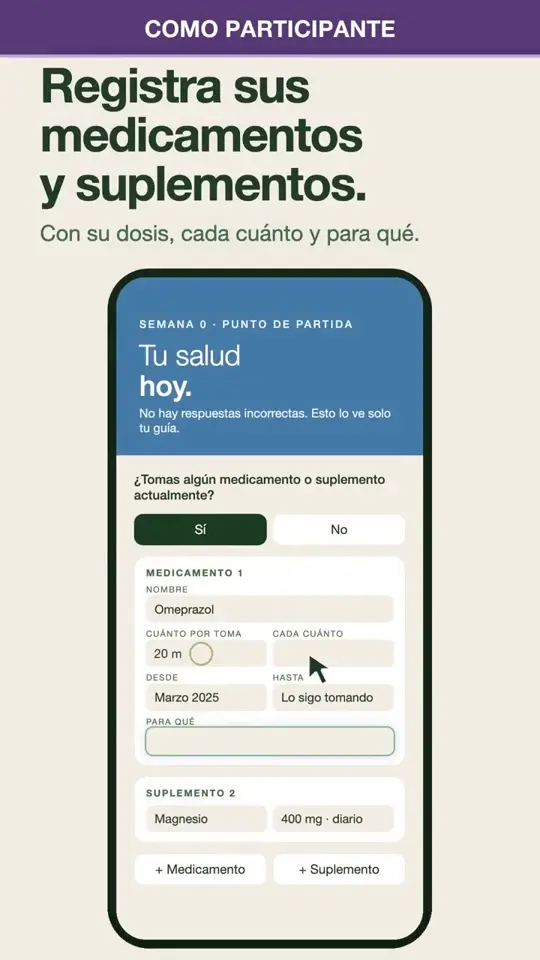 COMO PARTICIPANTE
Registra sus
medicamentos
y suplementos.
Con su dosis, cada cuánto y para qué.
SEMANA 0 · PUNTO DE PARTIDA
Tu salud
hoy.
No hay respuestas incorrectas. Esto lo ve solo
tu guía.
¿Tomas algún medicamento o suplemento
actualmente?
Sí No
MEDICAMENTO 1
NOMBRE
Omeprazol
CUÁNTO POR TOMA CADA CUÁNTO
20 m
DESDE HASTA
Marzo 2025 Lo sigo tomando
PARA QUÉ
SUPLEMENTO 2
Magnesio 400 mg · diario
+ Medicamento + Suplemento